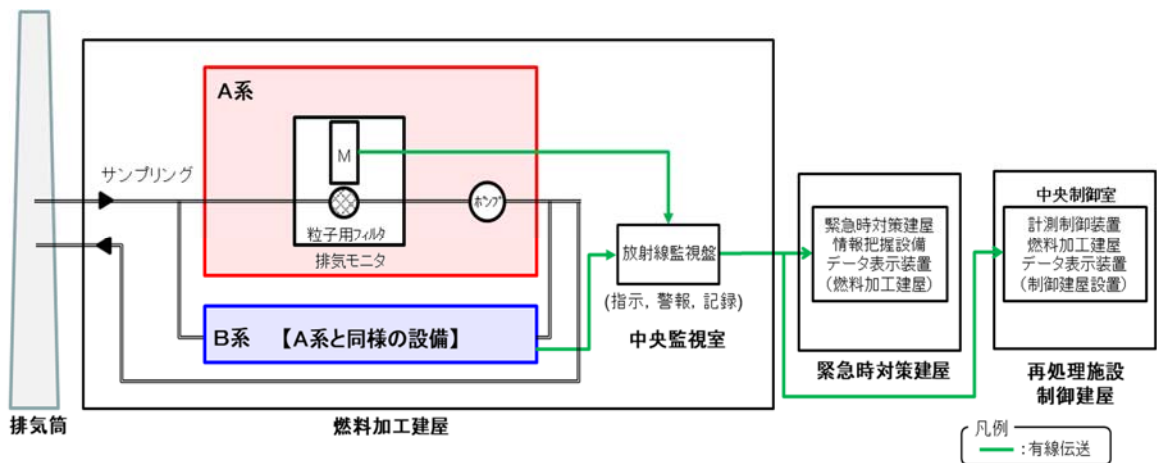 A系
M
サンプリング
ポンプ
粒子用フィルタ
排気モニタ
B系 【A系と同様の設備】
放射線監視盤
(指示, 警報, 記録)
中央監視室
緊急時対策建屋
情報把握設備
データ表示装置
(燃料加工建屋)
緊急時対策建屋
中央制御室
計測制御装置
燃料加工建屋
データ表示装置
(制御建屋設置)
再処理施設
制御建屋
排気筒
燃料加工建屋
凡例
:有線伝送